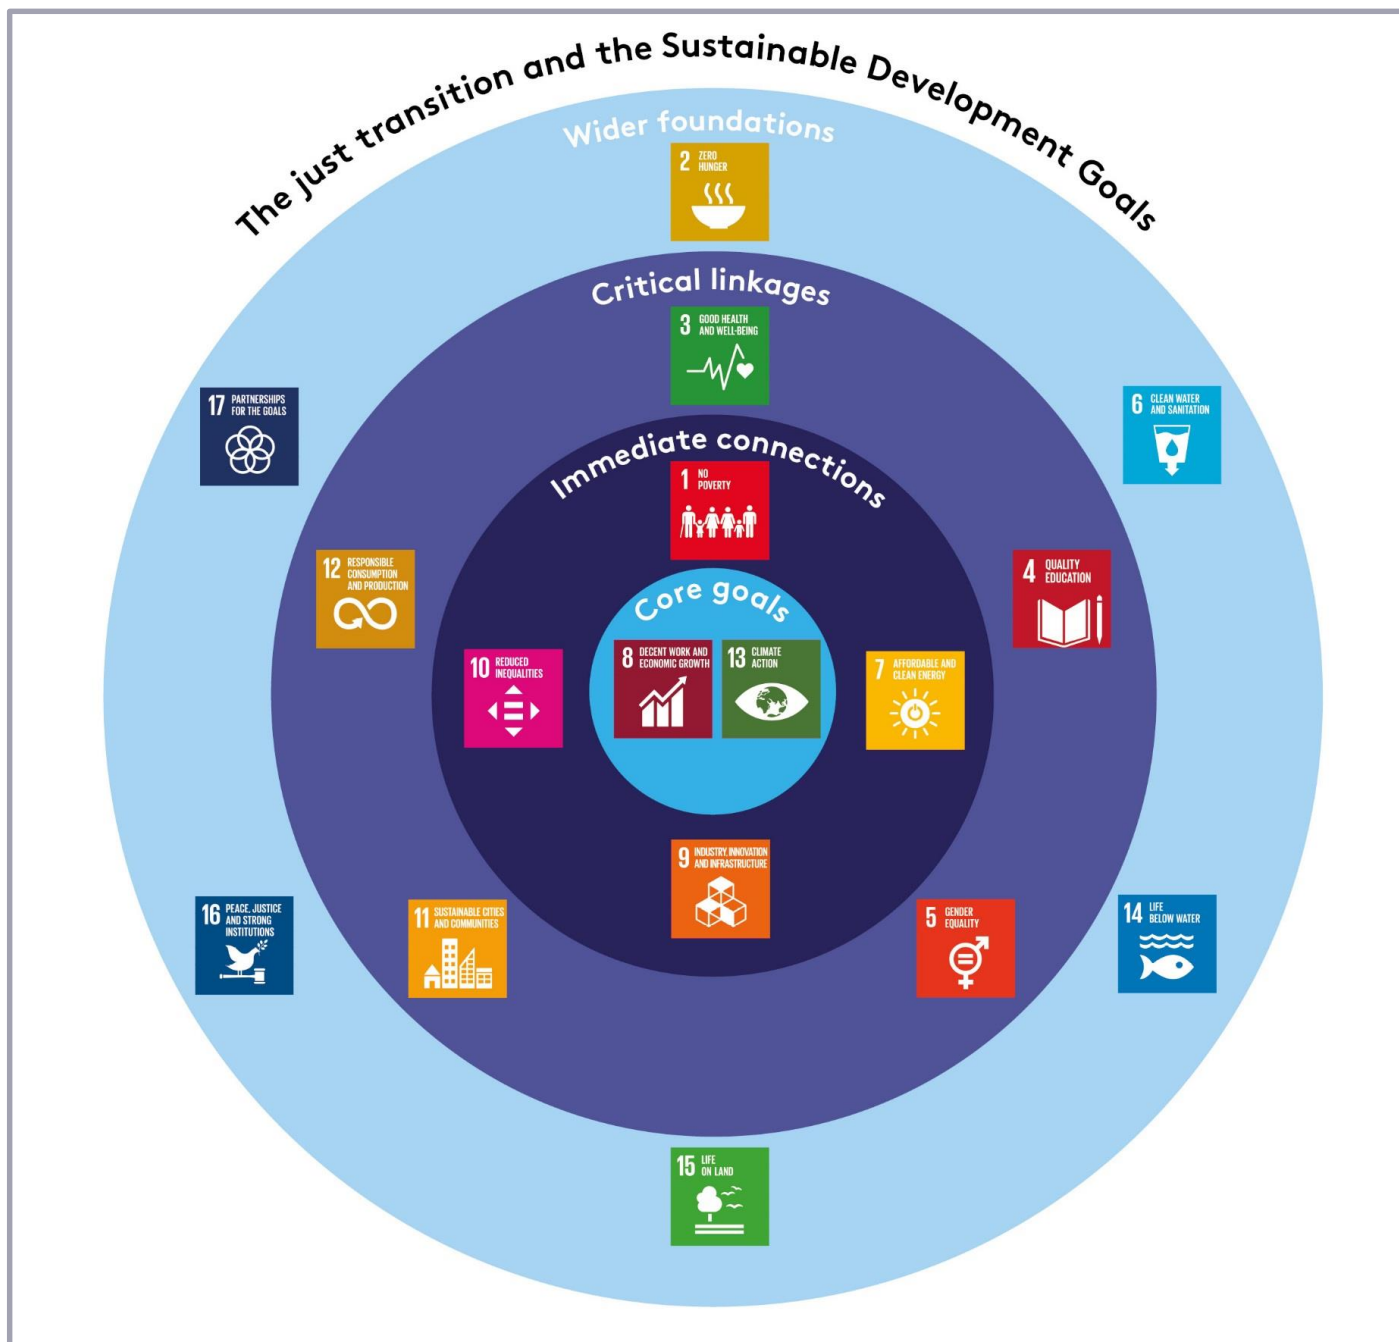 The just transition and the Sustainable Development Goals
Wider foundations
2 ZERO
HUNGER
Critical linkages
3 GOOD HEALTH
AND WELL-BEING
17 PARTNERSHIPS
FOR THE GOALS
6 CLEAN WATER
AND SANITATION
Immediate connections
1 NO
POVERTY
12 RESPONSIBLE
CONSUMPTION
AND PRODUCTION
4 QUALITY
EDUCATION
Core goals
10 REDUCED
INEQUALITIES
8 DECENT WORK AND
ECONOMIC GROWTH
13 CLIMATE
ACTION
7 AFFORDABLE AND
CLEAN ENERGY
9 INDUSTRY, INNOVATION
AND INFRASTRUCTURE
16 PEACE, JUSTICE
AND STRONG
INSTITUTIONS
11 SUSTAINABLE CITIES
AND COMMUNITIES
5 GENDER
EQUALITY
14 LIFE
BELOW WATER
15 LIFE
ON LAND